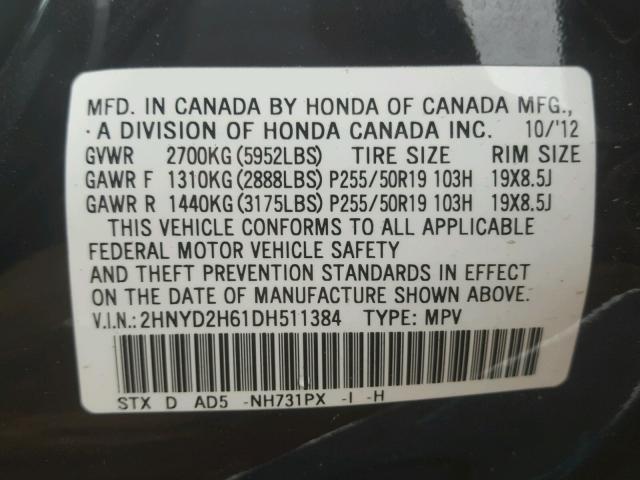 MFD. IN CANADA BY HONDA OF CANADA MFG.,
·A DIVISION OF HONDA CANADA INC. 10/'12
GVWR 2700KG(5952LBS) TIRE SIZE RIM SIZE
GAWR F 1310KG(2888LBS) P255/50R19 103H 19X8.5J
GAWR R 1440KG(3175LBS) P255/50R19 103H 19X8.5J
THIS VEHICLE CONFORMS TO ALL APPLICABLE
FEDERAL MOTOR VEHICLE SAFETY
AND THEFT PREVENTION STANDARDS IN EFFECT
ON THE DATE OF MANUFACTURE SHOWN ABOVE.
V.I.N.:2HNYD2H61DH511384 TYPE: MPV
STX D AD5 -NH731PX -I -H